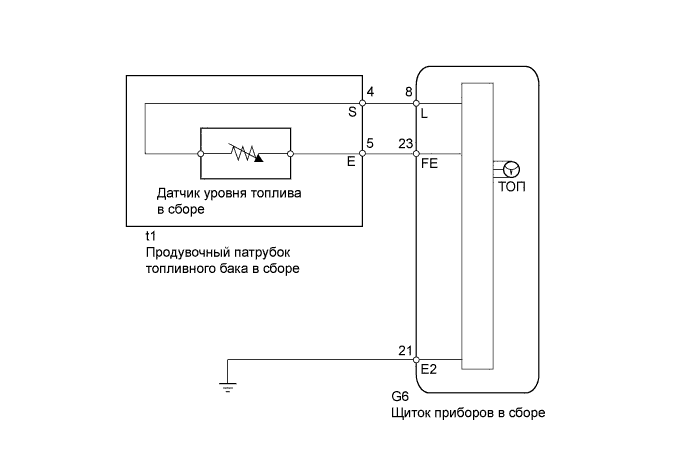 4
8
S
L
5
23
E
FE
ТОП
Датчик уровня топлива
в сборе
t1
Продувочный патрубок
топливного бака в сборе
21
E2
G6
Щиток приборов в сборе